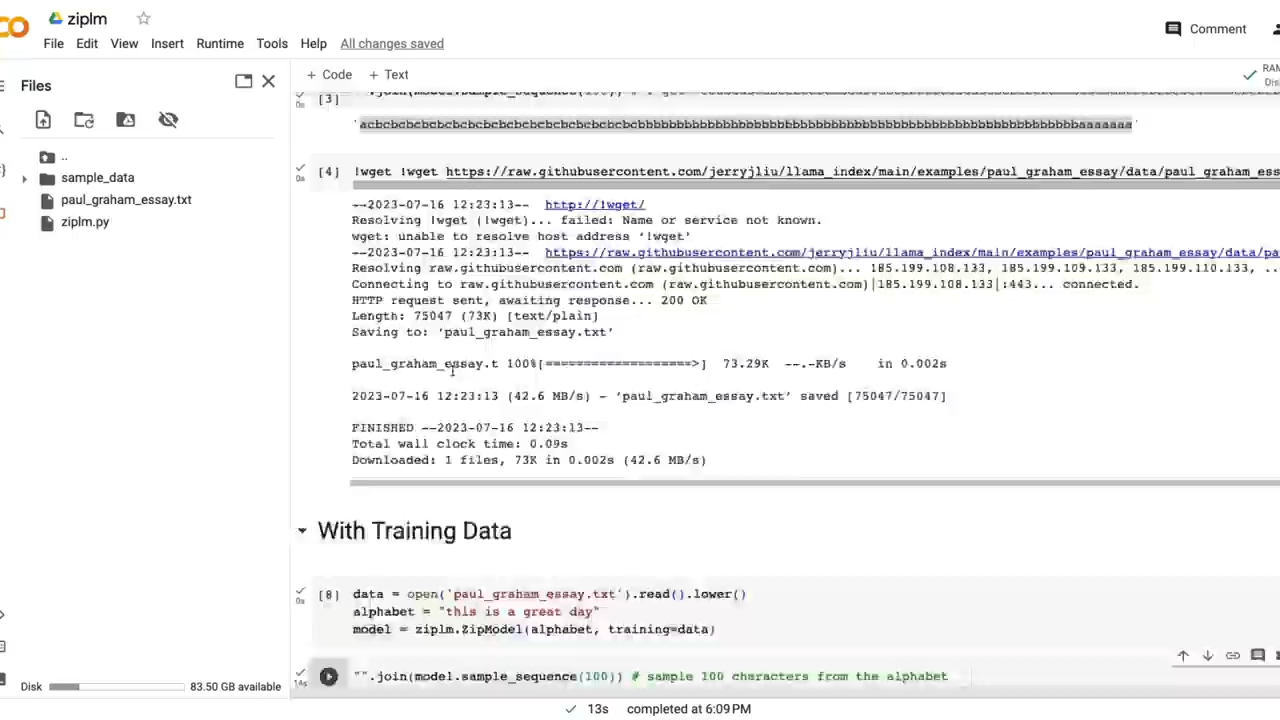 ziplm
File Edit View Insert Runtime Tools Help All changes saved
Comment
Files
+ Code + Text
RAM
Disk
..
sample_data
paul_graham_essay.txt
ziplm.py
[3]
0s
[4] !wget !wget https://raw.githubusercontent.com/jerryjliu/llama_index/main/examples/paul_graham_essay/data/paul_graham_ess
0s
--2023-07-16 12:23:13-- http://!wget/
Resolving !wget (!wget)... failed: Name or service not known.
wget: unable to resolve host address ‘!wget’
--2023-07-16 12:23:13-- https://raw.githubusercontent.com/jerryjliu/llama_index/main/examples/paul_graham_essay/data/pa
Resolving raw.githubusercontent.com (raw.githubusercontent.com)... 185.199.108.133, 185.199.109.133, 185.199.110.133, ..
Connecting to raw.githubusercontent.com (raw.githubusercontent.com)|185.199.108.133|:443... connected.
HTTP request sent, awaiting response... 200 OK
Length: 75047 (73K) [text/plain]
Saving to: ‘paul_graham_essay.txt’
paul_graham_essay.t 100%[===================>] 73.29K --.-KB/s in 0.002s
2023-07-16 12:23:13 (42.6 MB/s) - ‘paul_graham_essay.txt’ saved [75047/75047]
FINISHED --2023-07-16 12:23:13--
Total wall clock time: 0.09s
Downloaded: 1 files, 73K in 0.002s (42.6 MB/s)
With Training Data
[8] data = open('paul_graham_essay.txt').read().lower()
0s
alphabet = "this is a great day"
model = ziplm.ZipModel(alphabet, training=data)
"".join(model.sample_sequence(100)) # sample 100 characters from the alphabet
14s
Disk 83.50 GB available
13s completed at 6:09 PM